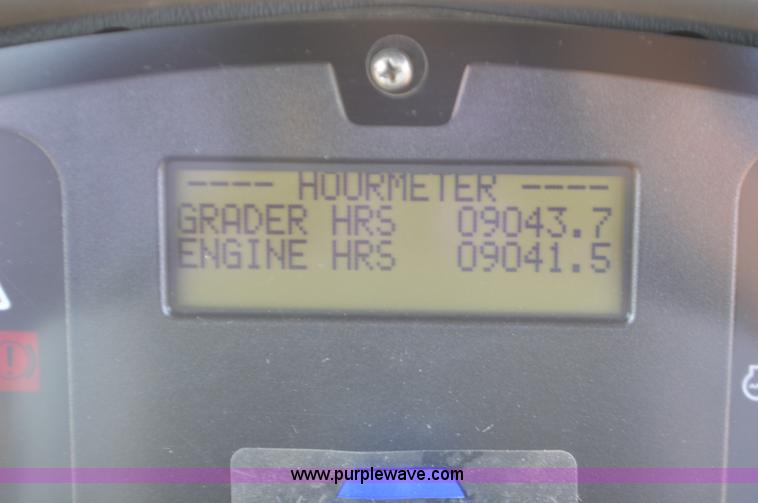 ---- HOURMETER ----
GRADER HRS 09043.7
ENGINE HRS 09041.5
www.purplewave.com